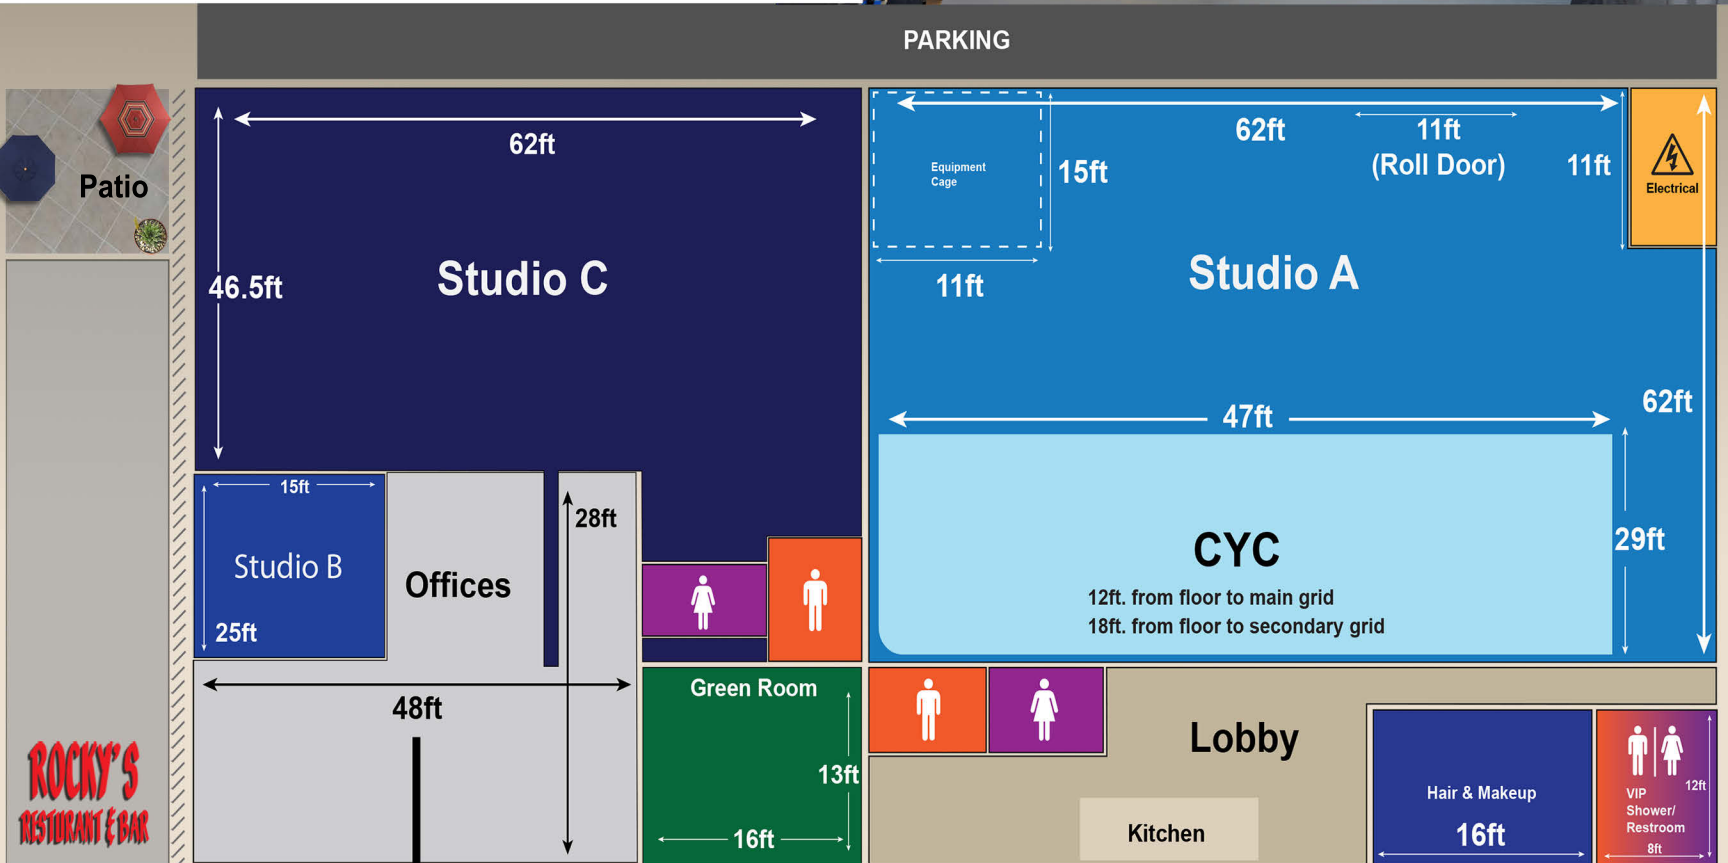 PARKING
62ft
46.5ft
Studio C
Patio
62ft
11ft
(Roll Door)
11ft
Equipment
Cage
15ft
11ft
Studio A
Electrical
62ft
47ft
CYC
12ft. from floor to main grid
18ft. from floor to secondary grid
29ft
15ft
Studio B
25ft
Offices
28ft
48ft
Green Room
13ft
16ft
Lobby
Kitchen
Hair & Makeup
16ft
VIP
Shower/
Restroom
12ft
8ft
ROCKY'S
RESTURANT & BAR